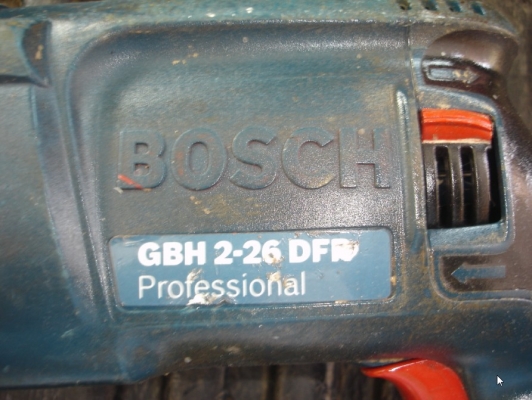 BOSCH
GBH 2-26 DFR
Professional